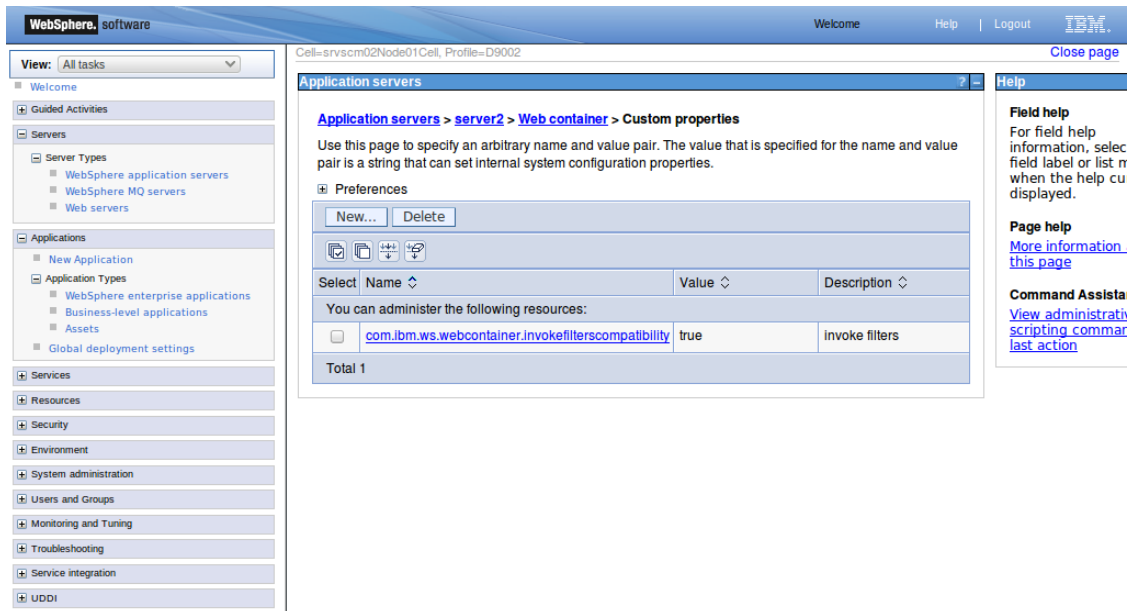 WebSphere. software
Welcome Help | Logout IBM.
View: All tasks
Welcome
Guided Activities
Servers
Server Types
WebSphere application servers
WebSphere MQ servers
Web servers
Applications
New Application
Application Types
WebSphere enterprise applications
Business-level applications
Assets
Global deployment settings
Services
Resources
Security
Environment
System administration
Users and Groups
Monitoring and Tuning
Troubleshooting
Service integration
UDDI
Cell=srvscm02Node01Cell, Profile=D9002
Close page
Application servers
? -
Application servers > server2 > Web container > Custom properties
Use this page to specify an arbitrary name and value pair. The value that is specified for the name and value
pair is a string that can set internal system configuration properties.
Preferences
New... Delete
Select Name Value Description
You can administer the following resources:
com.ibm.ws.webcontainer.invokefilterscompatibility true invoke filters
Total 1
Help
Field help
For field help
information, selec
field label or list m
when the help cu
displayed.
Page help
More information
this page
Command Assista
View administrativ
scripting comman
last action